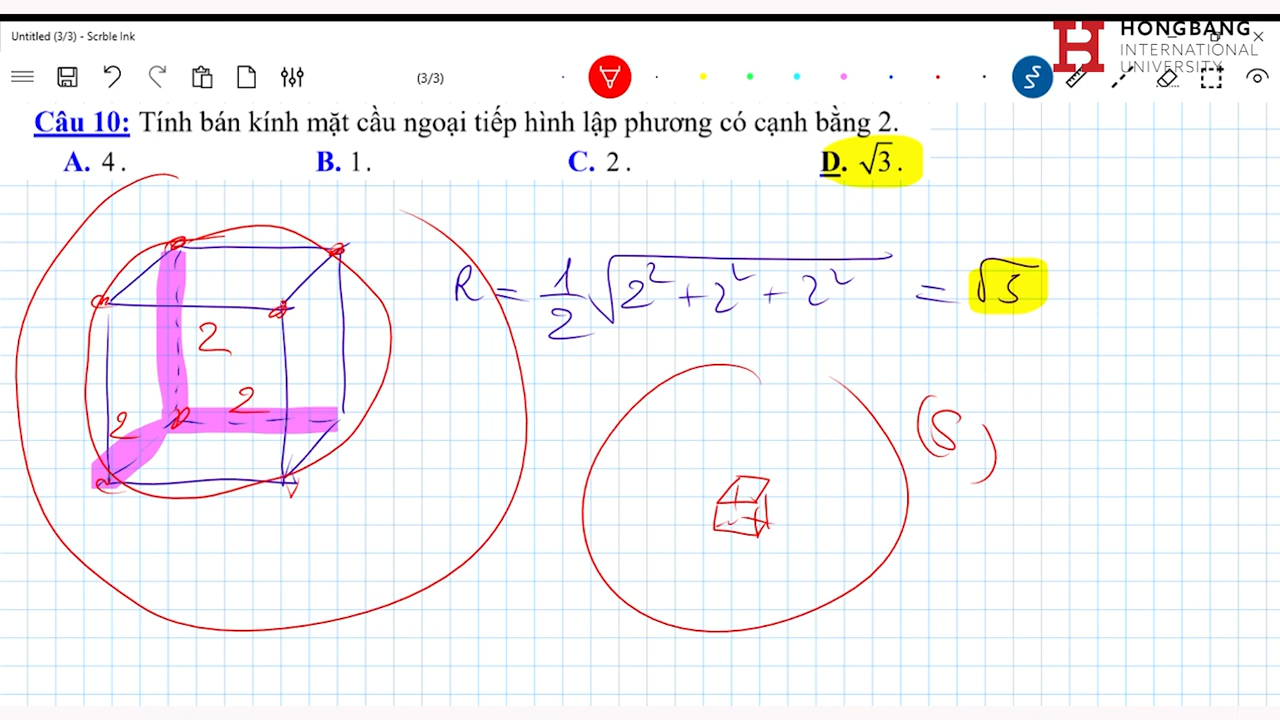 Untitled (3/3) - Scrble Ink
HONGBANG
INTERNATIONAL
UNIVERSITY
(3/3)
Câu 10: Tính bán kính mặt cầu ngoại tiếp hình lập phương có cạnh bằng 2.
A. 4. B. 1. C. 2. D. √3.
R = 1/2 √(2² + 2² + 2²) = √3
2
2
2
(S)